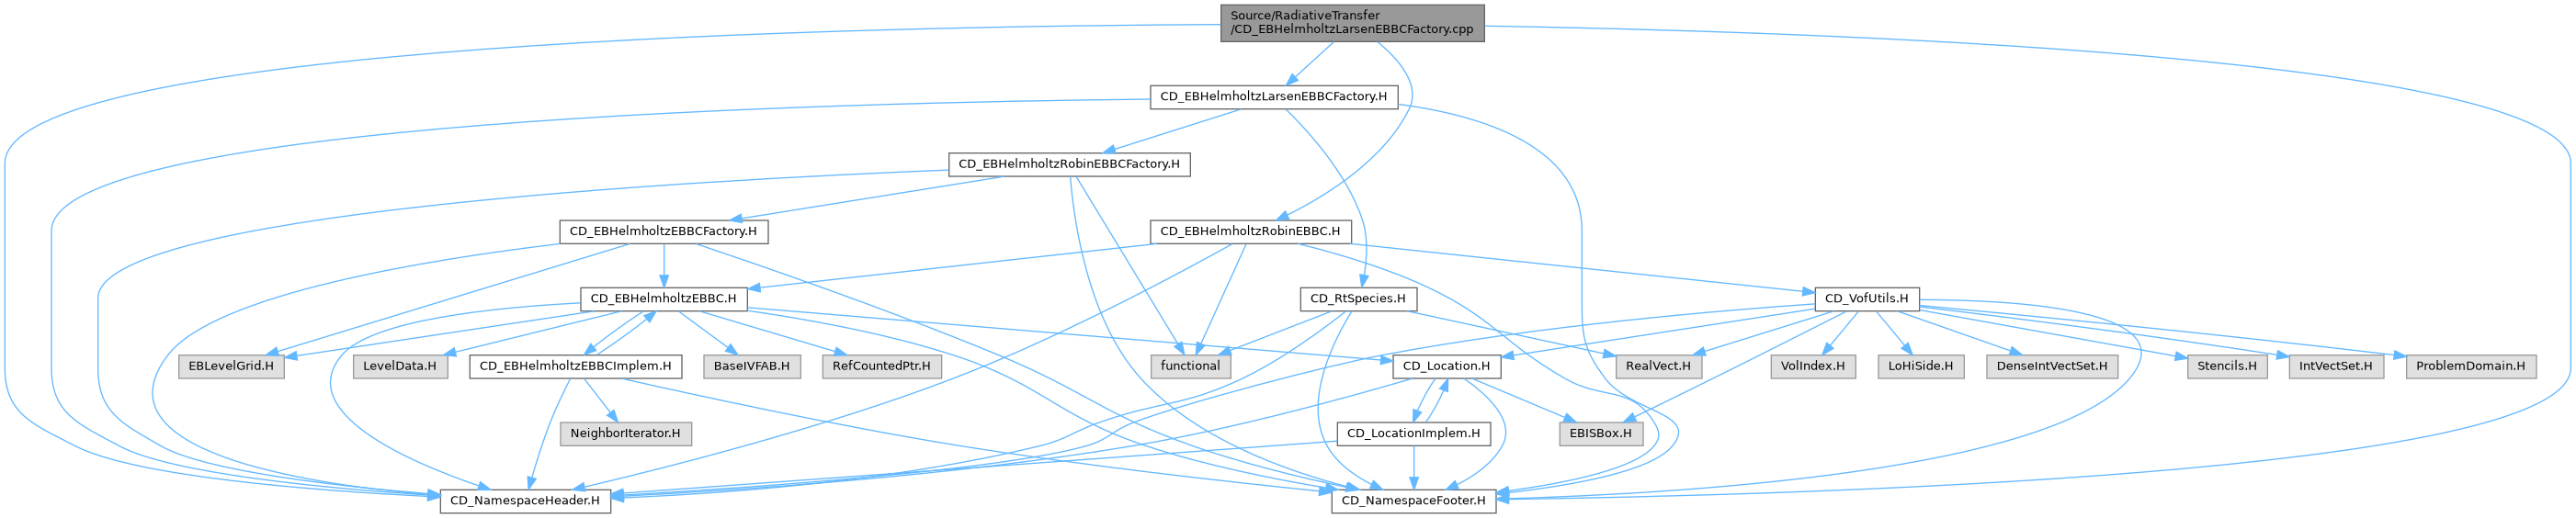 Source/RadiativeTransfer
/CD_EBHelmholtzLarsenEBBCFactory.cpp
CD_EBHelmholtzLarsenEBBCFactory.H
CD_EBHelmholtzRobinEBBCFactory.H
CD_EBHelmholtzEBBCFactory.H
CD_EBHelmholtzRobinEBBC.H
CD_EBHelmholtzEBBC.H
CD_RtSpecies.H
CD_VofUtils.H
EBLevelGrid.H
LevelData.H
CD_EBHelmholtzEBBCImplem.H
BaseIVFAB.H
RefCountedPtr.H
functional
CD_Location.H
RealVect.H
VolIndex.H
LoHiSide.H
DenseIntVectSet.H
Stencils.H
IntVectSet.H
ProblemDomain.H
NeighborIterator.H
CD_LocationImplem.H
EBISBox.H
CD_NamespaceHeader.H
CD_NamespaceFooter.H